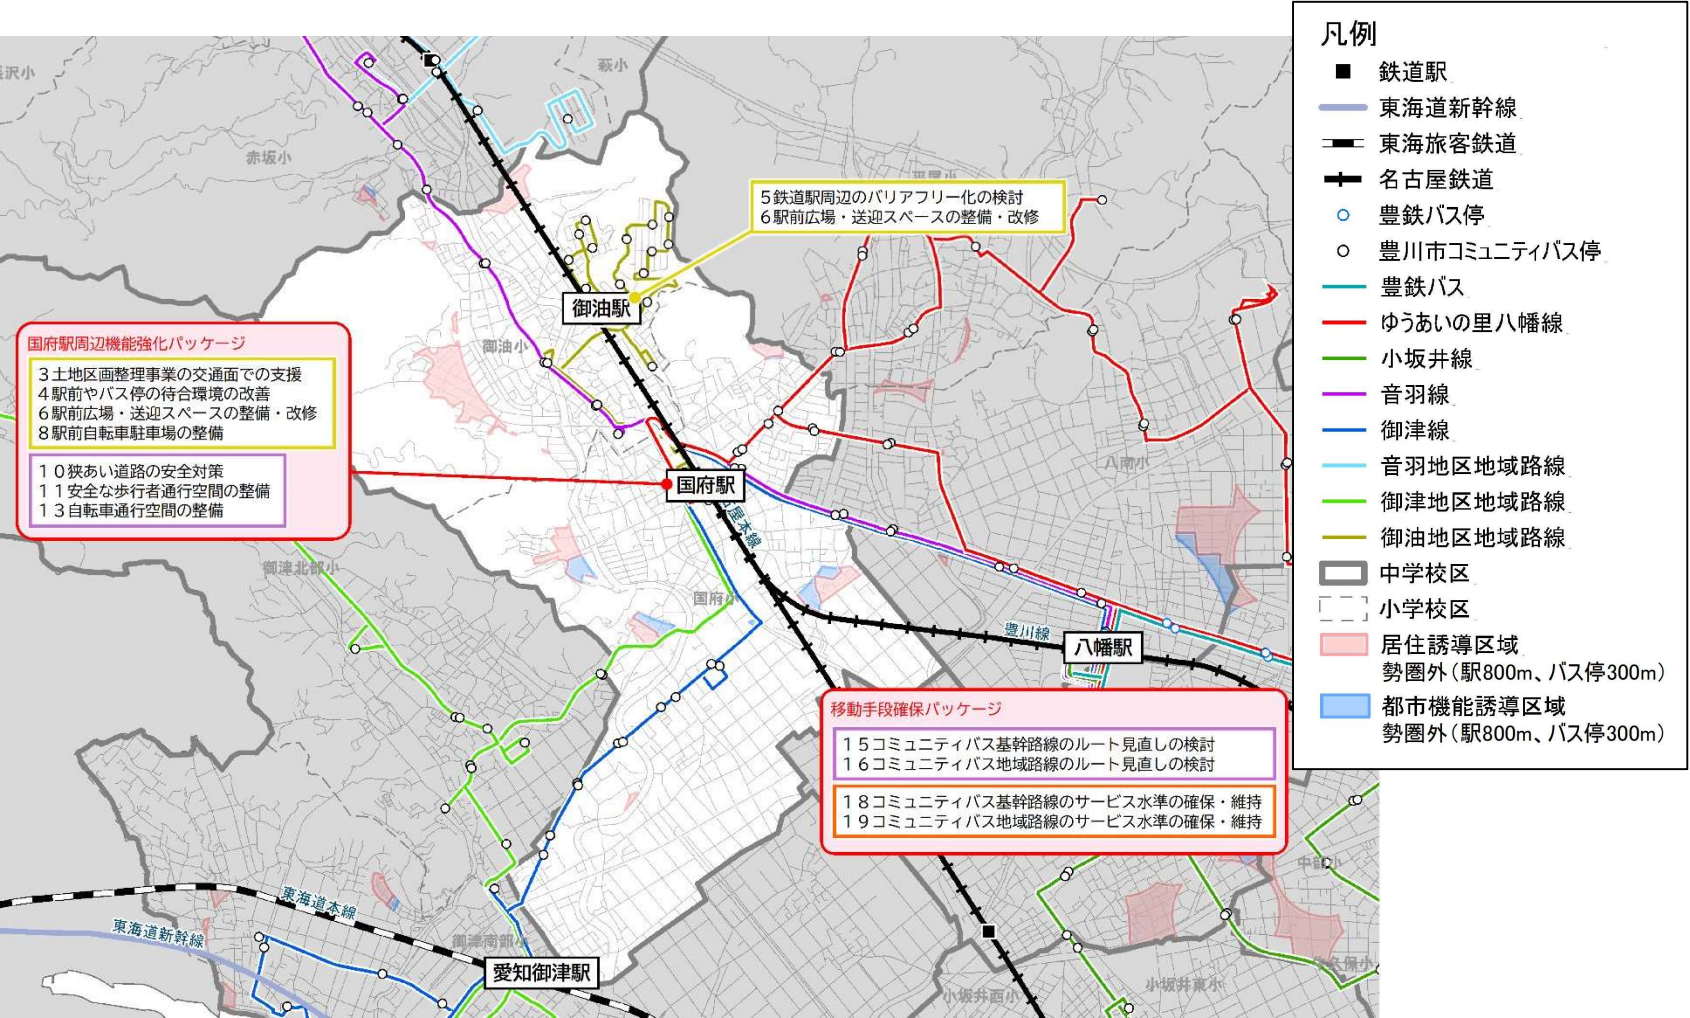 凡例
鉄道駅
東海道新幹線
東海旅客鉄道
名古屋鉄道
豊鉄バス停
豊川市コミュニティバス停
豊鉄バス
ゆうあいの里八幡線
小坂井線
音羽線
御津線
音羽地区地域路線
御津地区地域路線
御油地区地域路線
中学校区
小学校区
居住誘導区域
勢圏外（駅800m、バス停300m）
都市機能誘導区域
勢圏外（駅800m、バス停300m）
長沢小
萩小
赤坂小
5鉄道駅周辺のバリアフリー化の検討
6駅前広場・送迎スペースの整備・改修
御油駅
御油小
国府駅周辺機能強化パッケージ
3土地区画整理事業の交通面での支援
4駅前やバス停の待合環境の改善
6駅前広場・送迎スペースの整備・改修
8駅前自転車駐車場の整備
10狭あい道路の安全対策
11安全な歩行者通行空間の整備
13自転車通行空間の整備
八南小
国府駅
屋本線
御津北部小
国府小
豊川線
八幡駅
移動手段確保パッケージ
15コミュニティバス基幹路線のルート見直しの検討
16コミュニティバス地域路線のルート見直しの検討
18コミュニティバス基幹路線のサービス水準の確保・維持
19コミュニティバス地域路線のサービス水準の確保・維持
中部小
東海道本線
東海道新幹線
御津南部小
愛知御津駅
小坂井西小
小坂井東小
牛久保小